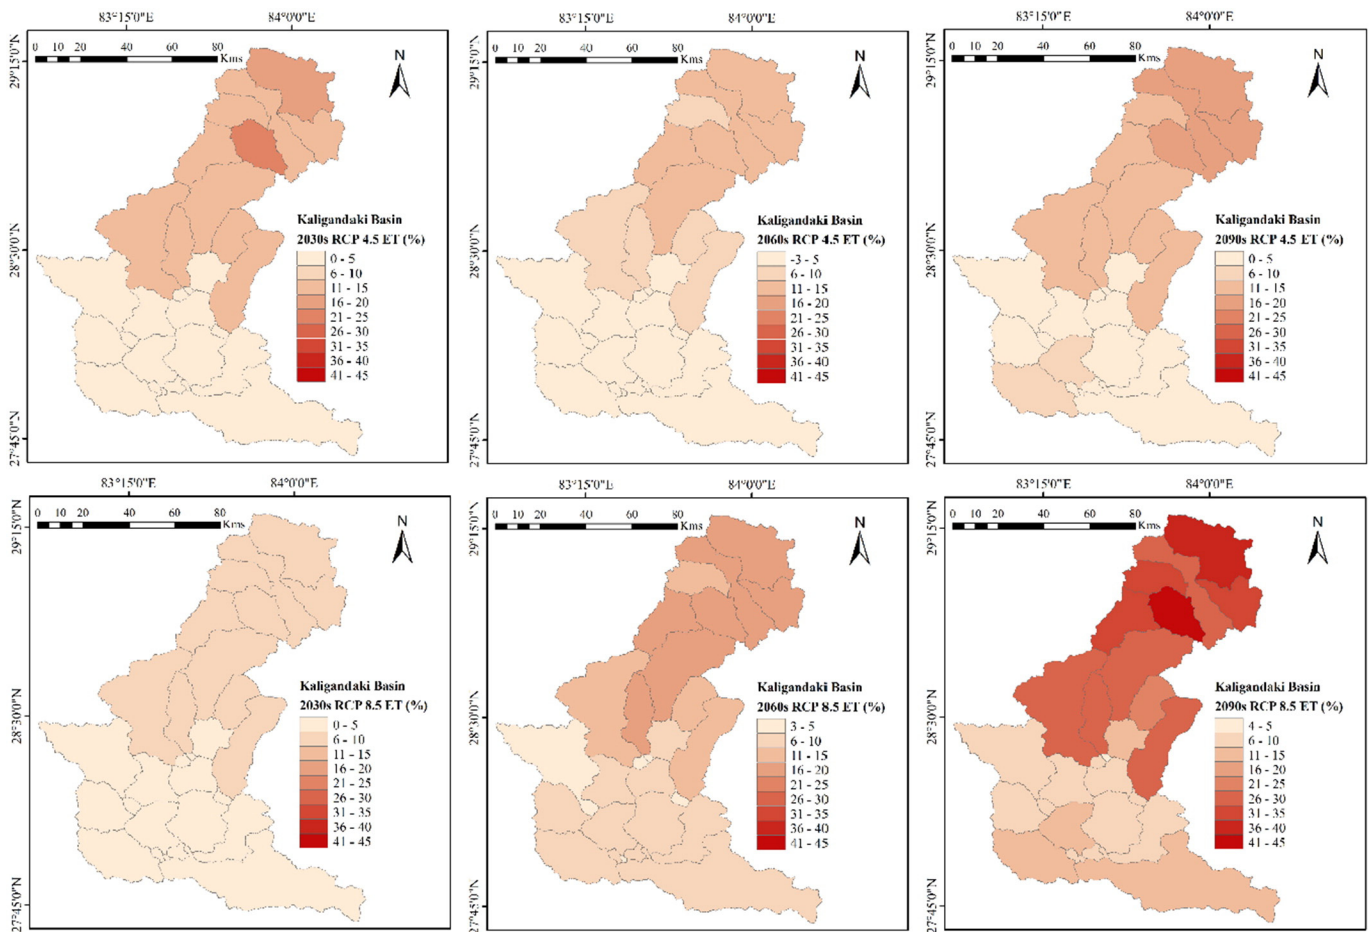 83°15'0"E 84°0'0"E
0 10 20 40 60 80 Kms
N
29°15'0"N
28°30'0"N
27°45'0"N
Kaligandaki Basin
2030s RCP 4.5 ET (%)
0 - 5
6 - 10
11 - 15
16 - 20
21 - 25
26 - 30
31 - 35
36 - 40
41 - 45
83°15'0"E 84°0'0"E
0 10 20 40 60 80 Kms
N
29°15'0"N
28°30'0"N
27°45'0"N
Kaligandaki Basin
2060s RCP 4.5 ET (%)
-3 - 5
6 - 10
11 - 15
16 - 20
21 - 25
26 - 30
31 - 35
36 - 40
41 - 45
83°15'0"E 84°0'0"E
0 10 20 40 60 80 Kms
N
29°15'0"N
28°30'0"N
27°45'0"N
Kaligandaki Basin
2090s RCP 4.5 ET (%)
0 - 5
6 - 10
11 - 15
16 - 20
21 - 25
26 - 30
31 - 35
36 - 40
41 - 45
83°15'0"E 84°0'0"E
0 10 20 40 60 80 Kms
N
29°15'0"N
28°30'0"N
27°45'0"N
Kaligandaki Basin
2030s RCP 8.5 ET (%)
0 - 5
6 - 10
11 - 15
16 - 20
21 - 25
26 - 30
31 - 35
36 - 40
41 - 45
83°15'0"E 84°0'0"E
0 10 20 40 60 80 Kms
N
29°15'0"N
28°30'0"N
27°45'0"N
Kaligandaki Basin
2060s RCP 8.5 ET (%)
3 - 5
6 - 10
11 - 15
16 - 20
21 - 25
26 - 30
31 - 35
36 - 40
41 - 45
83°15'0"E 84°0'0"E
0 10 20 40 60 80 Kms
N
29°15'0"N
28°30'0"N
27°45'0"N
Kaligandaki Basin
2090s RCP 8.5 ET (%)
4 - 5
6 - 10
11 - 15
16 - 20
21 - 25
26 - 30
31 - 35
36 - 40
41 - 45